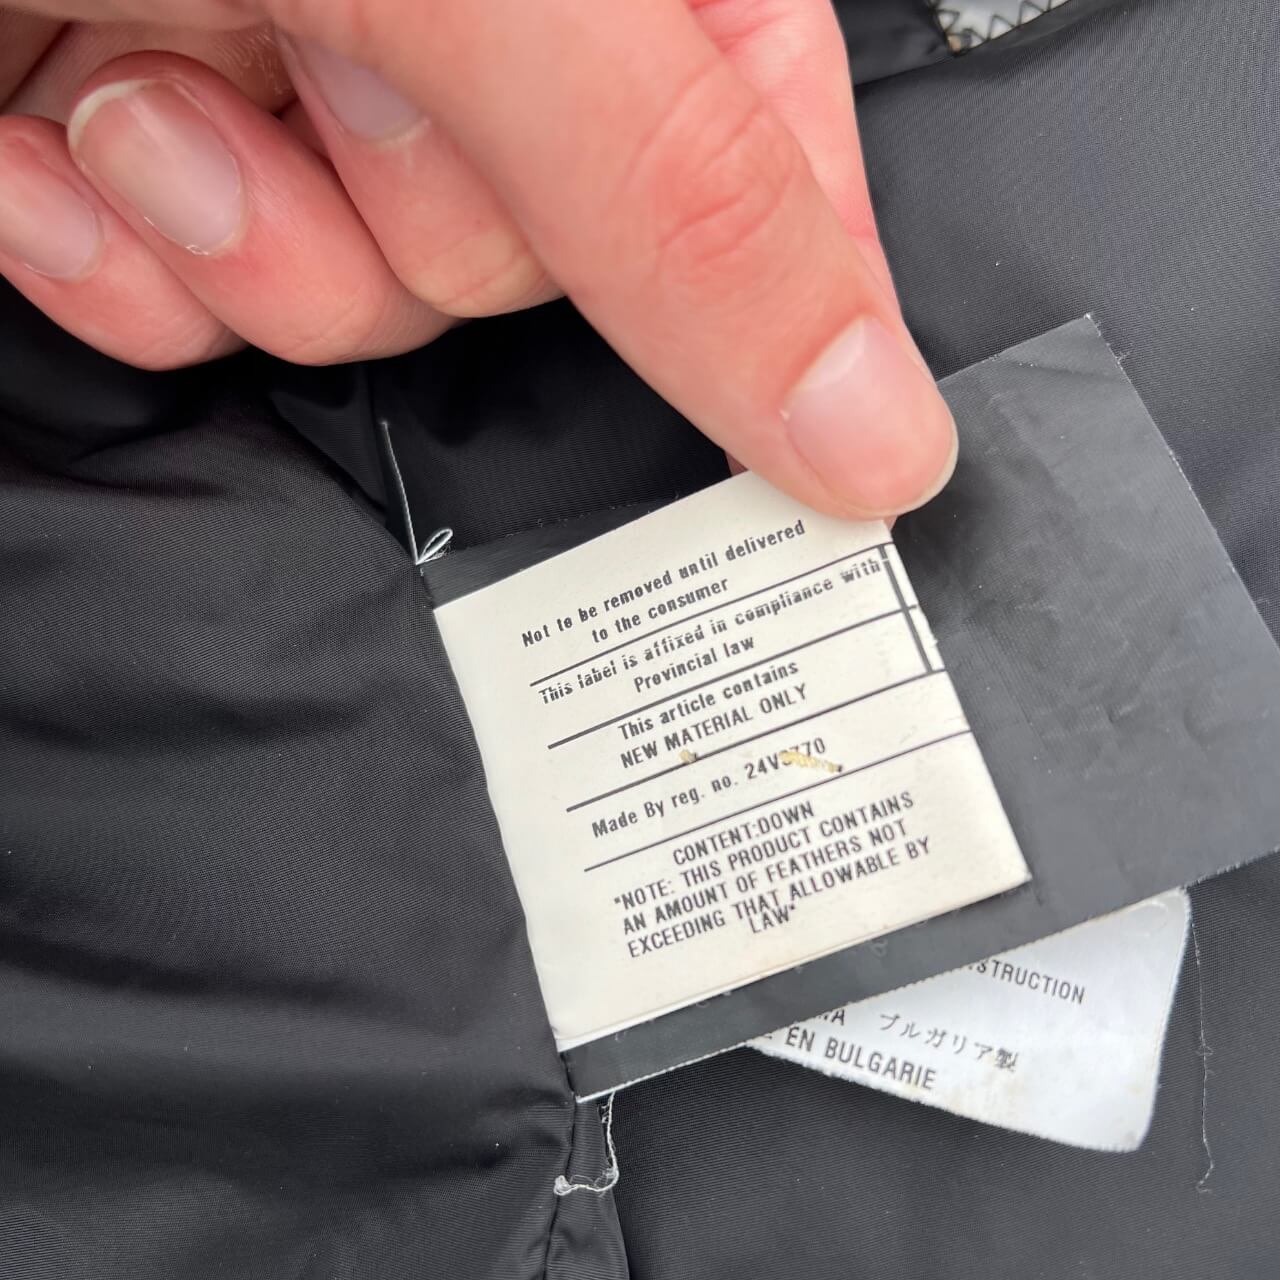 Not to be removed until delivered
to the consumer
This label is affixed in compliance with
Provincial law
This article contains
NEW MATERIAL ONLY
Made By reg. no.
CONTENT:DOWN
"NOTE: THIS PRODUCT CONTAINS
AN AMOUNT OF FEATHERS NOT
EXCEEDING THAT ALLOWABLE BY
LAW"
ブルガリア製
EN BULGARIE